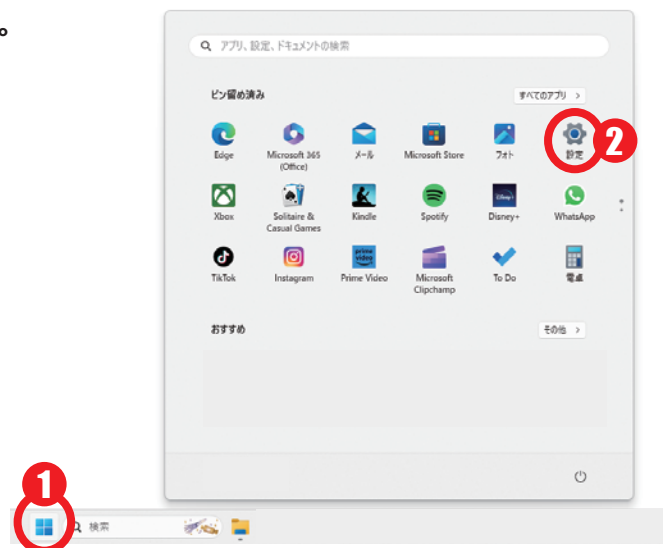 。
アプリ、設定、ドキュメントの検索
ピン留め済み
すべてのアプリ >
Edge
Microsoft 365
(Office)
メール
Microsoft Store
フォト
設定
2
Xbox
Solitaire &
Casual Games
Kindle
Spotify
Disney+
WhatsApp
TikTok
Instagram
prime video
Prime Video
Microsoft
Clipchamp
To Do
電卓
おすすめ
その他 >
1
検索